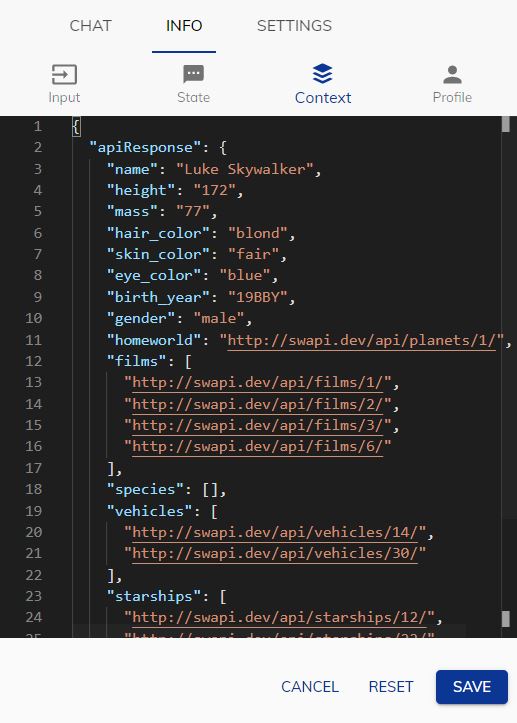 CHAT INFO SETTINGS
Input State Context Profile
1 {
2 "apiResponse": {
3 "name": "Luke Skywalker",
4 "height": "172",
5 "mass": "77",
6 "hair_color": "blond",
7 "skin_color": "fair",
8 "eye_color": "blue",
9 "birth_year": "19BBY",
10 "gender": "male",
11 "homeworld": "http://swapi.dev/api/planets/1/",
12 "films": [
13 "http://swapi.dev/api/films/1/",
14 "http://swapi.dev/api/films/2/",
15 "http://swapi.dev/api/films/3/",
16 "http://swapi.dev/api/films/6/"
17 ],
18 "species": [],
19 "vehicles": [
20 "http://swapi.dev/api/vehicles/14/",
21 "http://swapi.dev/api/vehicles/30/"
22 ],
23 "starships": [
24 "http://swapi.dev/api/starships/12/",
CANCEL RESET SAVE